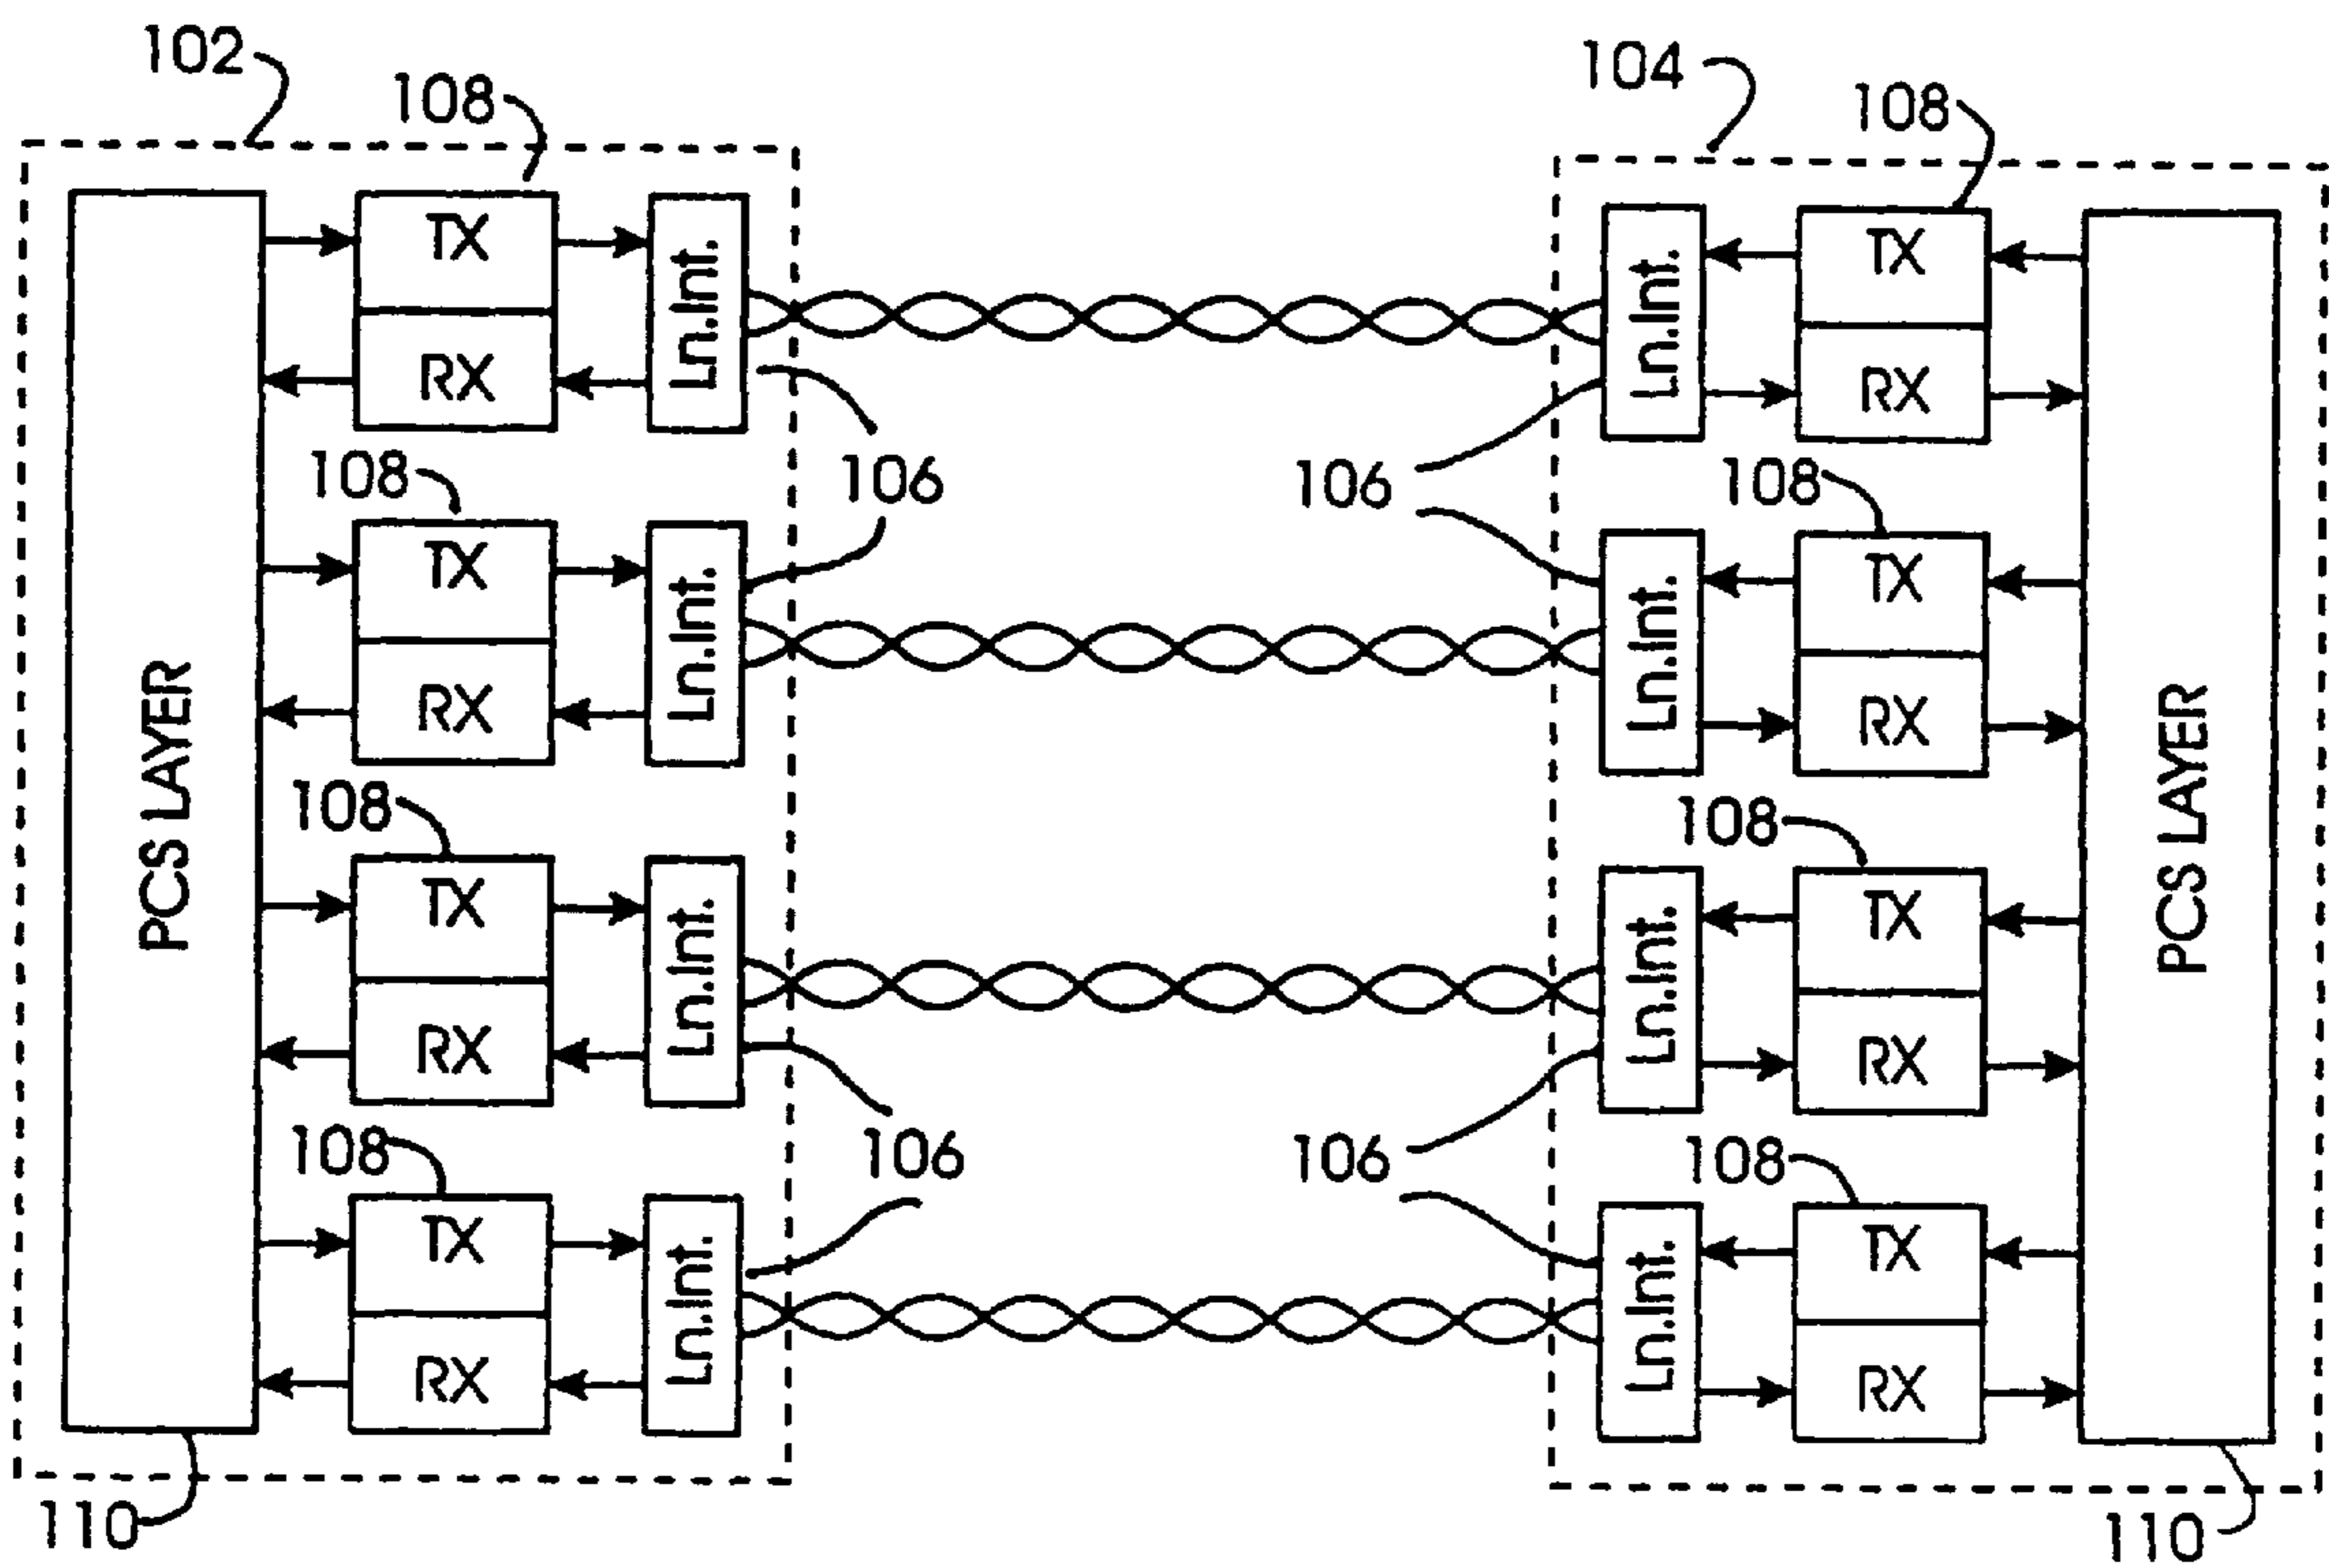 102
108
104
108
TX
RX
Ln.Int.
Ln.Int.
TX
RX
106
106
108
108
TX
RX
Ln.Int.
Ln.Int.
TX
RX
PCS LAYER
PCS LAYER
108
108
TX
RX
Ln.Int.
Ln.Int.
TX
RX
106
106
108
108
TX
RX
Ln.Int.
Ln.Int.
TX
RX
110
110